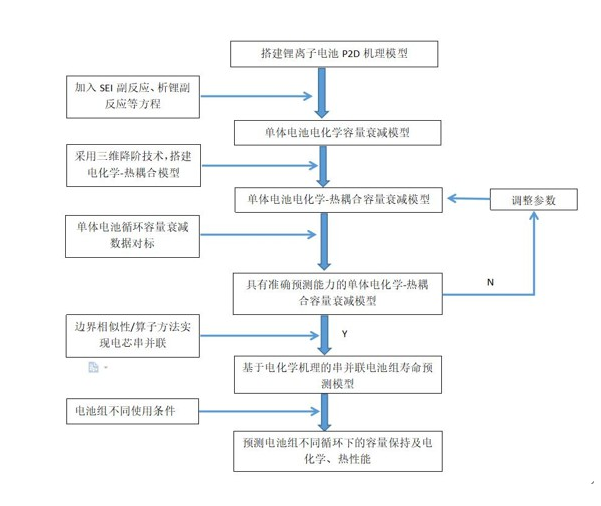 搭建锂离子电池 P2D 机理模型
加入 SEI 副反应、析锂副
反应等方程
单体电池电化学容量衰减模型
采用三维降阶技术，搭建
电化学-热耦合模型
单体电池电化学-热耦合容量衰减模型
调整参数
单体电池循环容量衰减
数据对标
具有准确预测能力的单体电化学-热耦
合容量衰减模型
N
边界相似性/算子方法实
现电芯串并联
Y
基于电化学机理的串并联电池组寿命预
测模型
电池组不同使用条件
预测电池组不同循环下的容量保持及电
化学、热性能